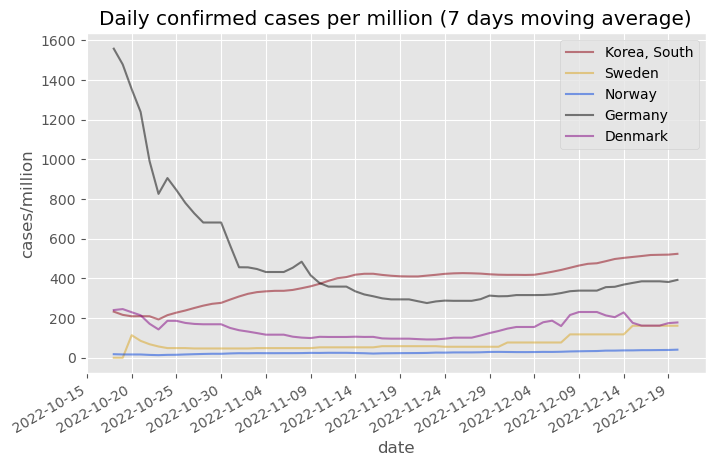 Daily confirmed cases per million (7 days moving average)
1600
1400
1200
1000
800
600
400
200
0
cases/million
Korea, South
Sweden
Norway
Germany
Denmark
2022-10-15
2022-10-20
2022-10-25
2022-10-30
2022-11-04
2022-11-09
2022-11-14
2022-11-19
2022-11-24
2022-11-29
2022-12-04
2022-12-09
2022-12-14
2022-12-19
date